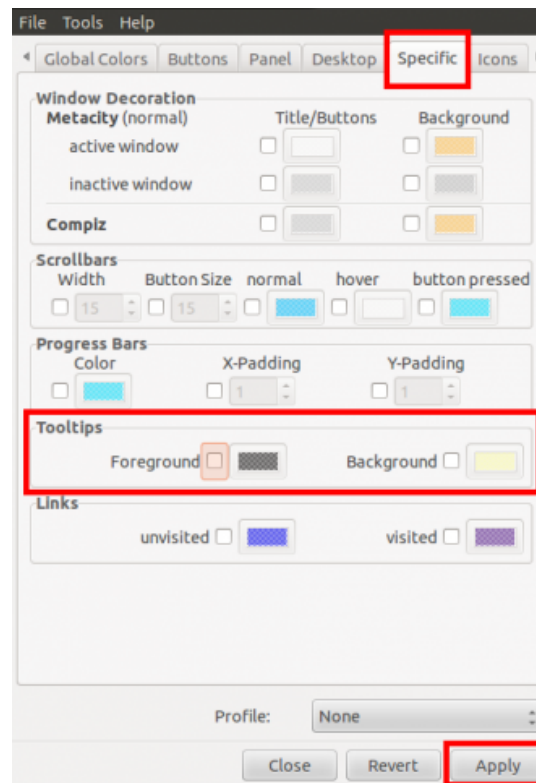 File Tools Help
Global Colors Buttons Panel Desktop Specific Icons
Window Decoration
Metacity (normal) Title/Buttons Background
active window
inactive window
Compiz
Scrollbars
Width Button Size normal hover button pressed
15 15
Progress Bars
Color X-Padding Y-Padding
1 1
Tooltips
Foreground Background
Links
unvisited visited
Profile: None
Close Revert Apply